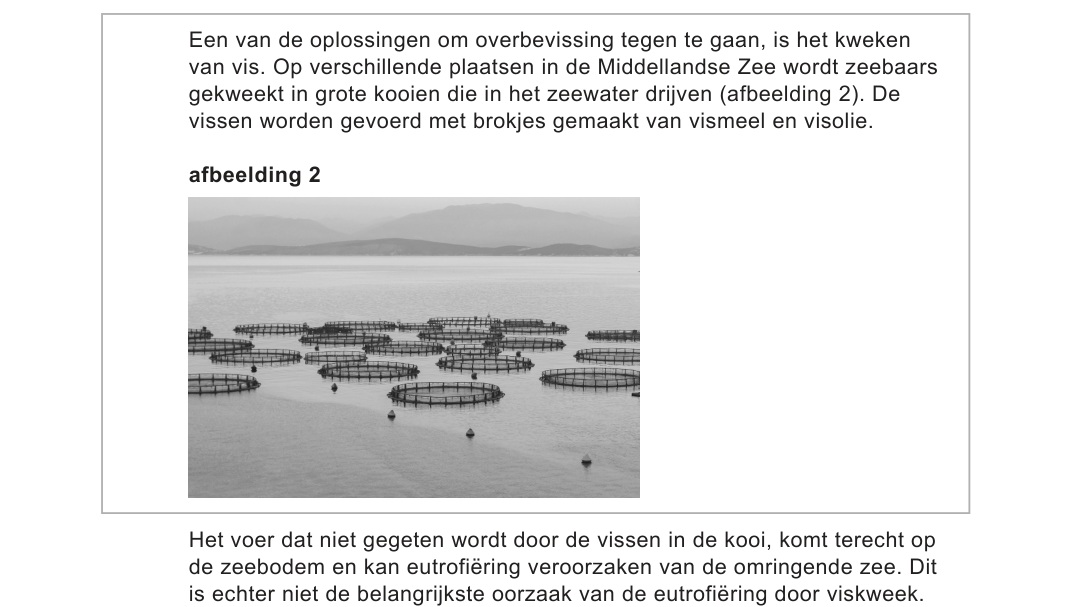 Een van de oplossingen om overbevissing tegen te gaan, is het kweken
van vis. Op verschillende plaatsen in de Middellandse Zee wordt zeebaars
gekweekt in grote kooien die in het zeewater drijven (afbeelding 2). De
vissen worden gevoerd met brokjes gemaakt van vismeel en visolie.
afbeelding 2
Het voer dat niet gegeten wordt door de vissen in de kooi, komt terecht op
de zeebodem en kan eutrofiëring veroorzaken van de omringende zee. Dit
is echter niet de belangrijkste oorzaak van de eutrofiëring door viskweek.